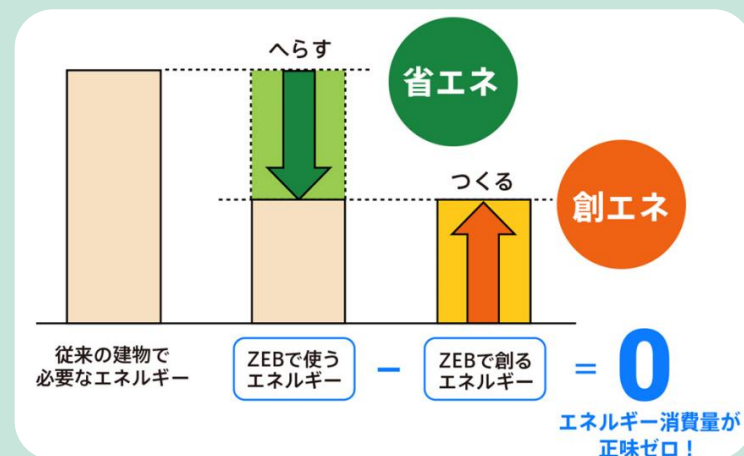 へらす
省エネ
つくる
創エネ
従来の建物で
必要なエネルギー
ZEBで使う
エネルギー
−
ZEBで創る
エネルギー
= 0
エネルギー消費量が
正味ゼロ！